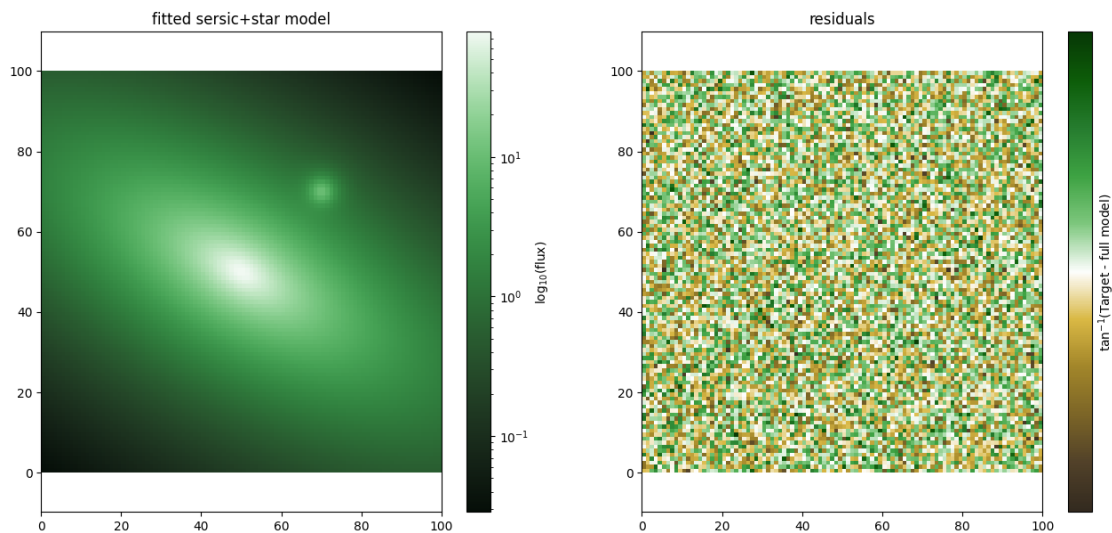 fitted sersic+star model
residuals
100
80
60
40
20
0
0 20 40 60 80 100
10¹
10⁰
10⁻¹
log₁₀(flux)
100
80
60
40
20
0
0 20 40 60 80 100
tan⁻¹(Target - full model)